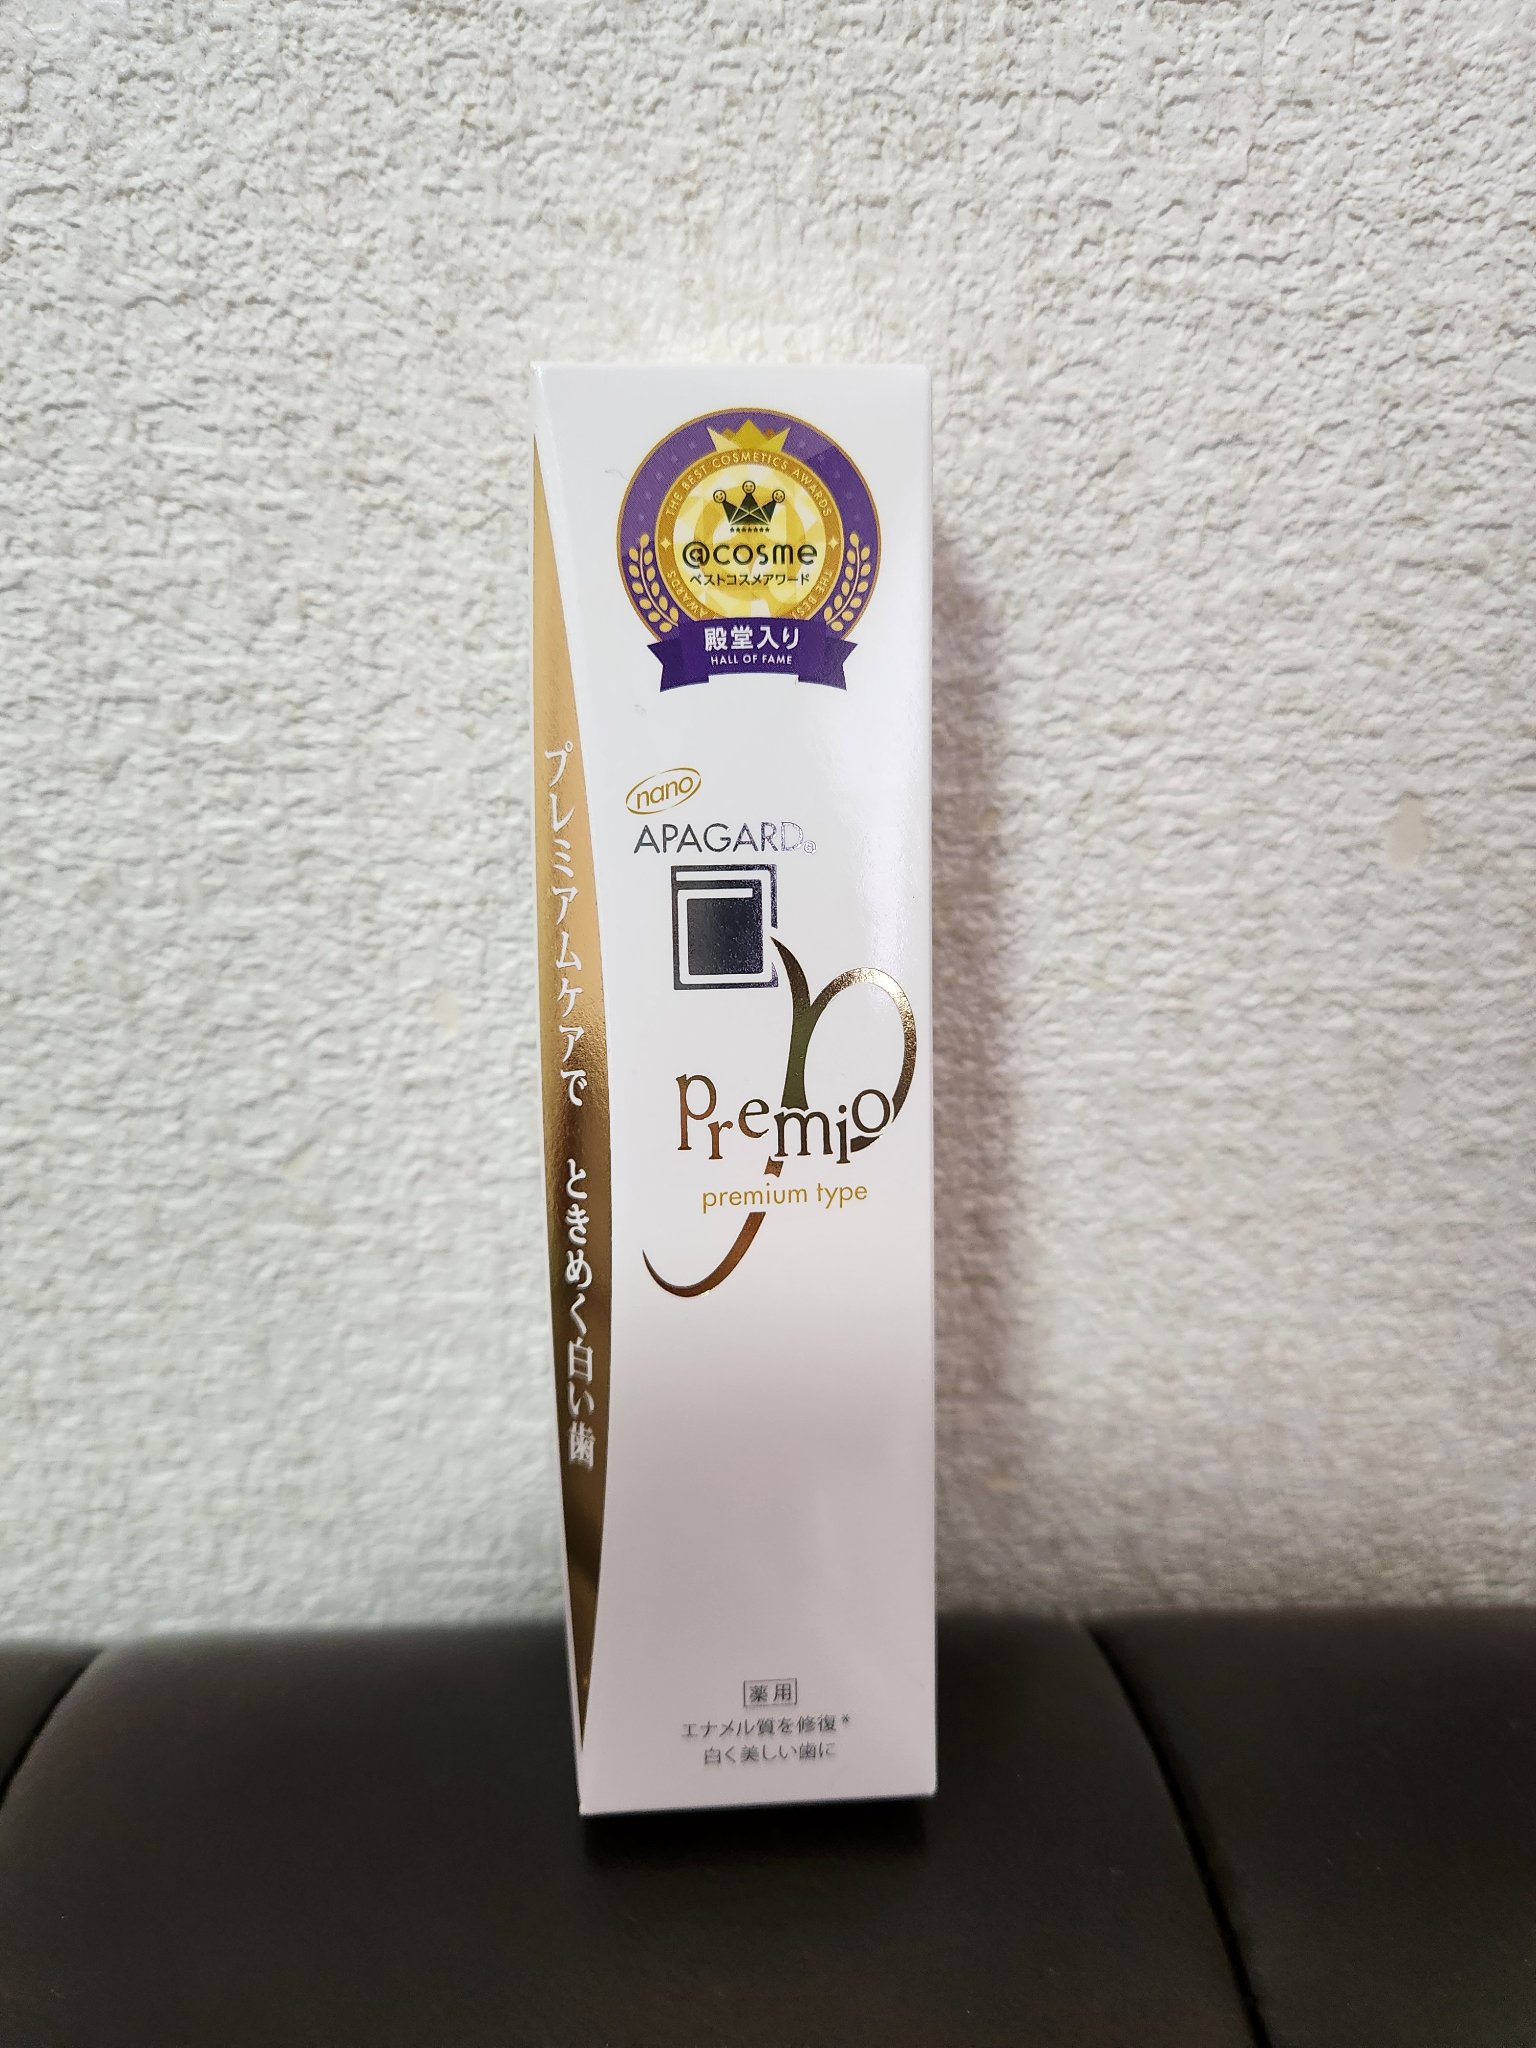 THE BEST COSMETICS AWARDS
@cosme
ベストコスメアワード
THE BEST
AWARDS
殿堂入り
HALL OF FAME
プレミアムケアで ときめく白い歯
nano
APAGARD®
Premio
premium type
薬用
エナメル質を修復*
白く美しい歯に